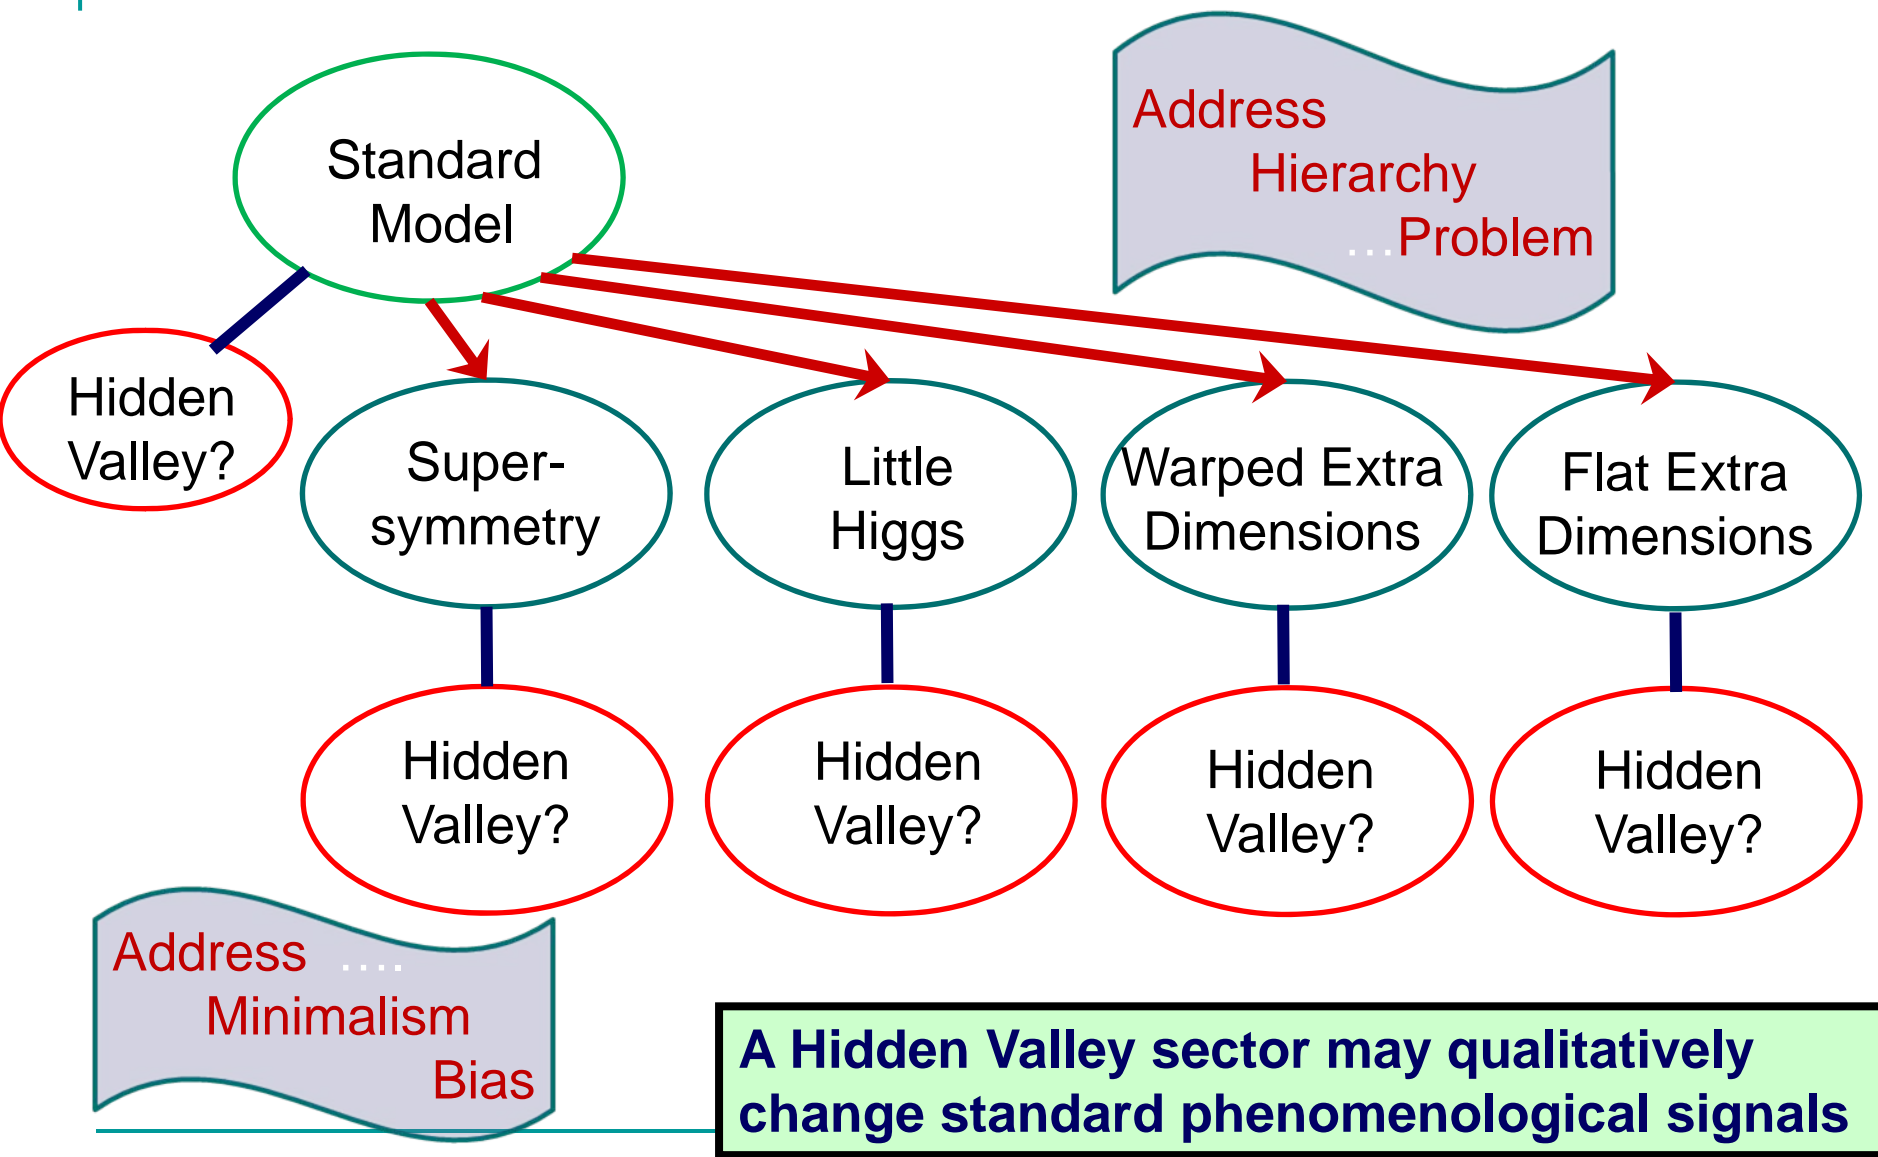 Standard
Model
Address
Hierarchy
...Problem
Hidden
Valley?
Super-
symmetry
Little
Higgs
Warped Extra
Dimensions
Flat Extra
Dimensions
Hidden
Valley?
Hidden
Valley?
Hidden
Valley?
Hidden
Valley?
Address ....
Minimalism
Bias
A Hidden Valley sector may qualitatively
change standard phenomenological signals